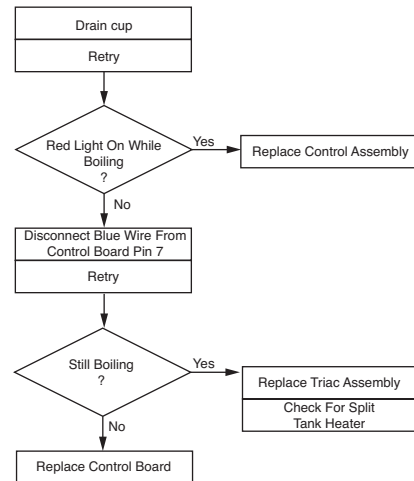 Drain cup
Retry
Red Light On While
Boiling
?
Yes
Replace Control Assembly
No
Disconnect Blue Wire From
Control Board Pin 7
Retry
Still Boiling
?
Yes
Replace Triac Assembly
Check For Split
Tank Heater
No
Replace Control Board